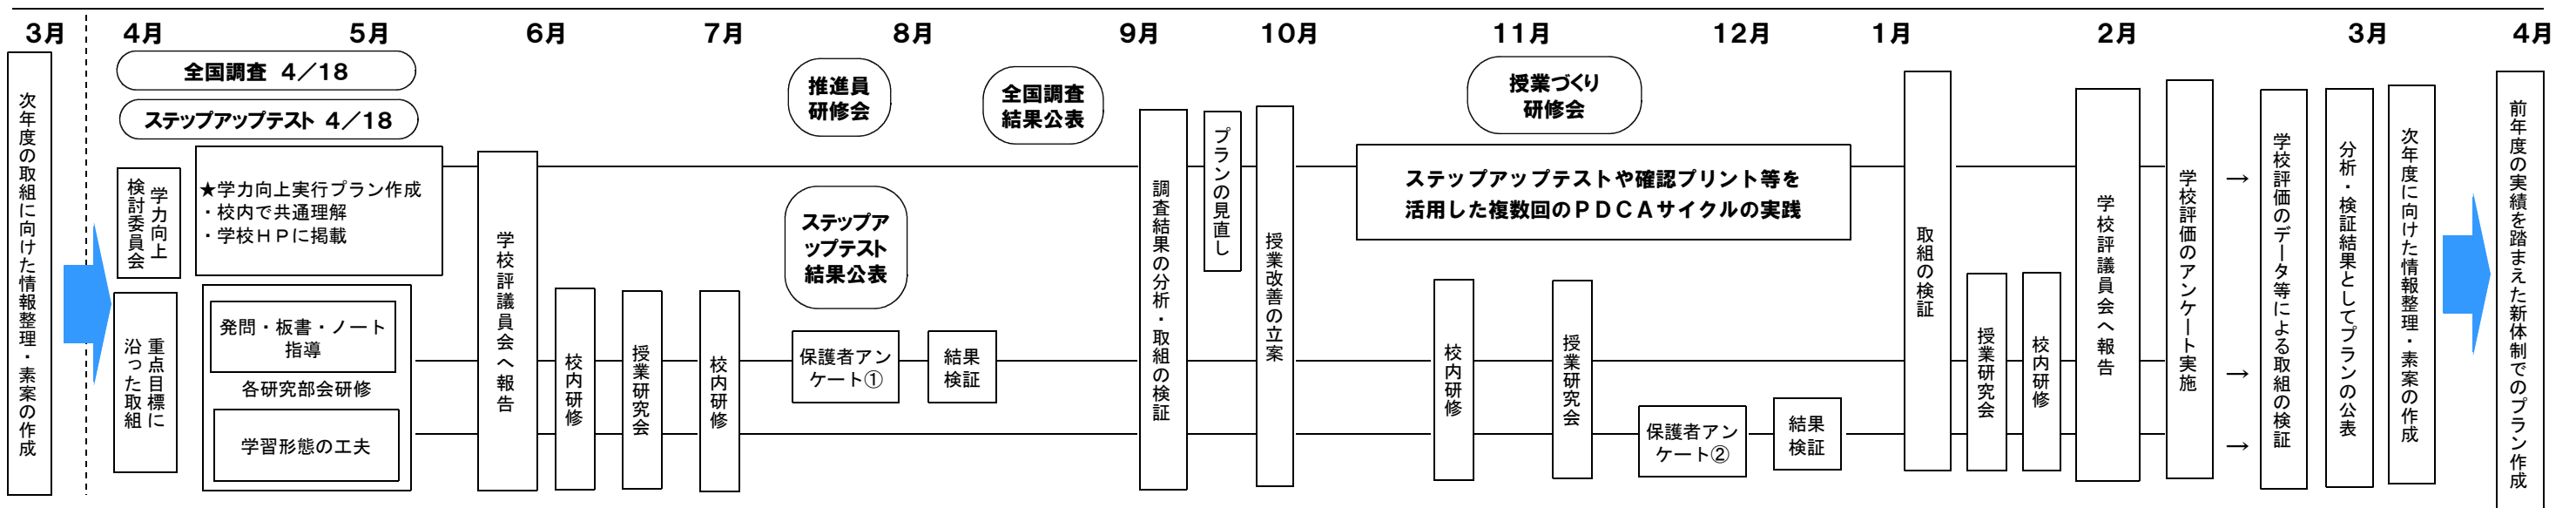 3月
4月
5月
6月
7月
8月
9月
10月
11月
12月
1月
2月
3月
4月
次年度の取組に向けた情報整理・素案の作成
全国調査 4／18
ステップアップテスト 4／18
学力向上
検討委員会
★学力向上実行プラン作成
・校内で共通理解
・学校ＨＰに掲載
重点目標に
沿った取組
発問・板書・ノート
指導
各研究部会研修
学習形態の工夫
学校評議員会へ報告
校内研修
授業研究会
校内研修
推進員
研修会
ステップア
ップテスト
結果公表
保護者アン
ケート①
結果
検証
全国調査
結果公表
調査結果の分析・取組の検証
プランの見直し
授業改善の立案
授業づくり
研修会
ステップアップテストや確認プリント等を
活用した複数回のＰＤＣＡサイクルの実践
校内研修
授業研究会
保護者アン
ケート②
結果
検証
取組の検証
授業研究会
校内研修
学校評議員会へ報告
学校評価のアンケート実施
→
→
→
学校評価のデータ等による取組の検証
分析・検証結果としてプランの公表
次年度に向けた情報整理・素案の作成
前年度の実績を踏まえた新体制でのプラン作成